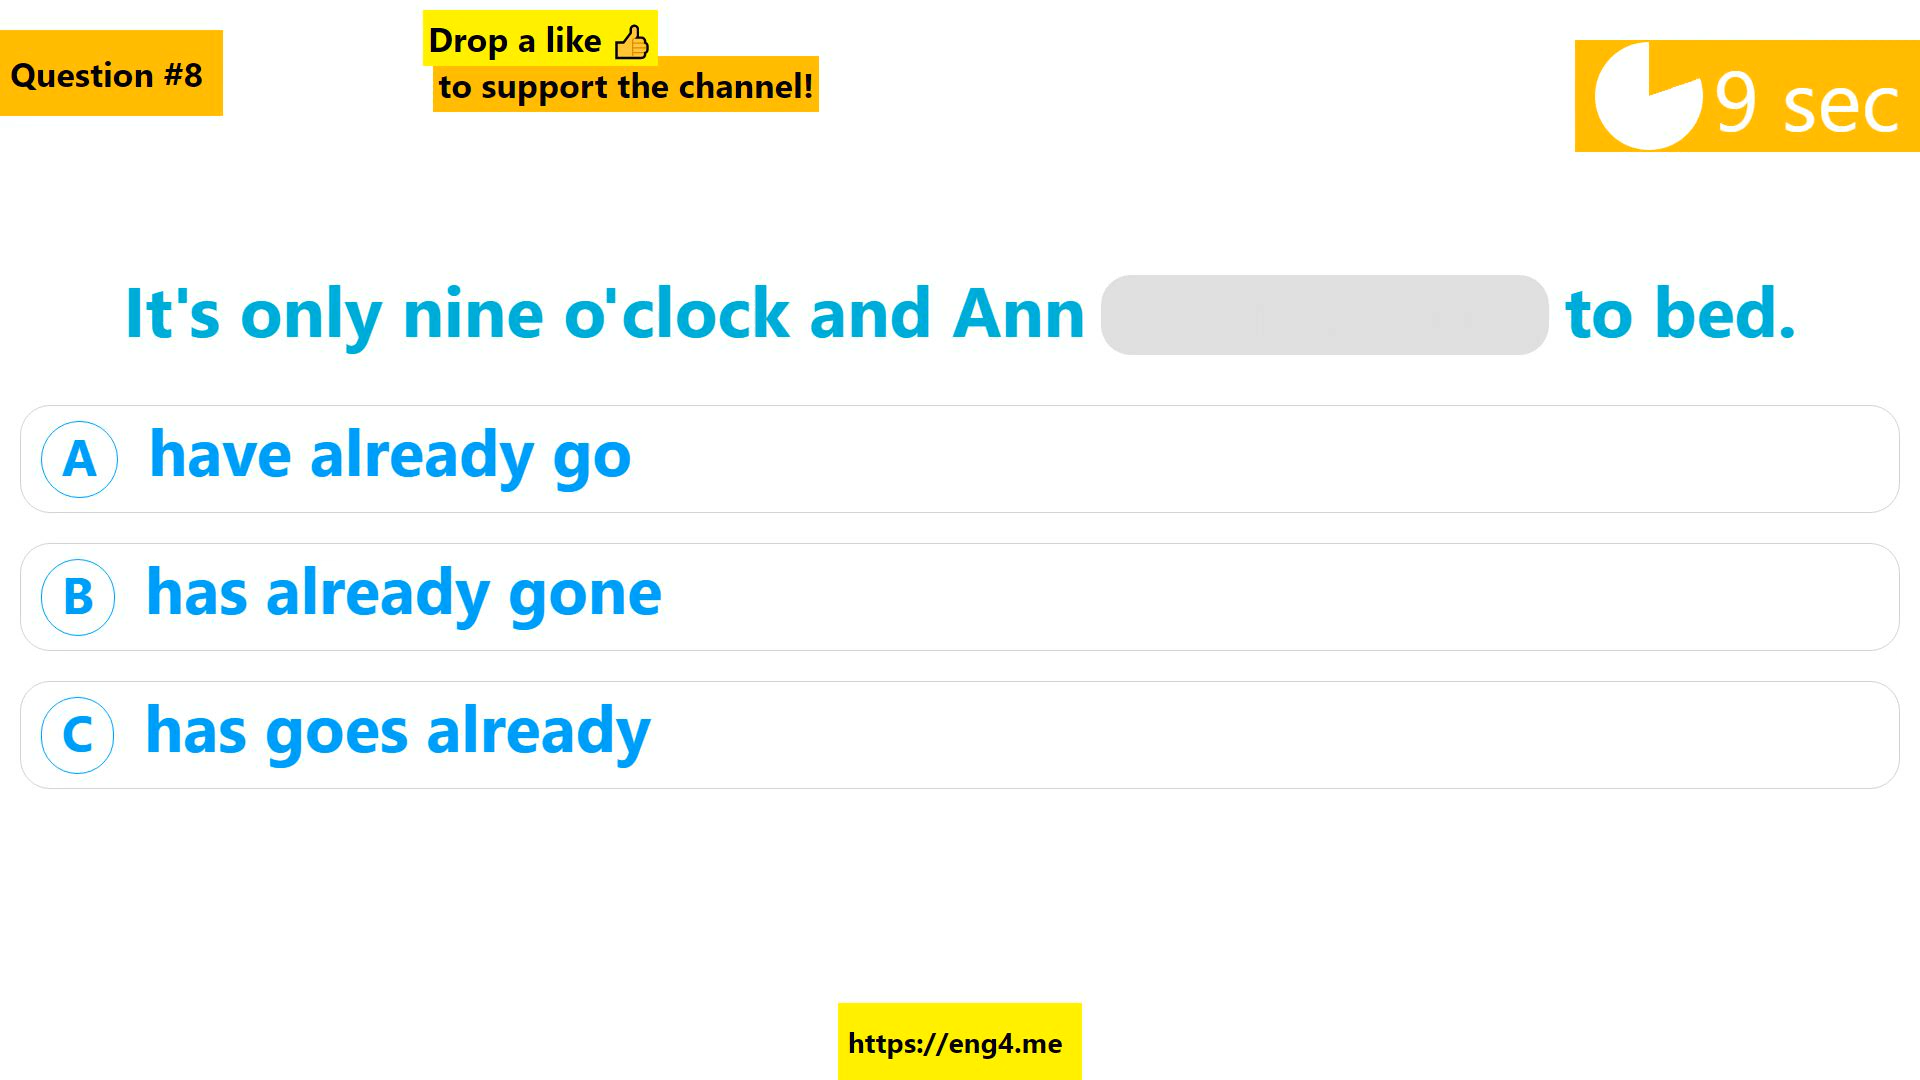 Question #8
Drop a like 👍
to support the channel!
9 sec
It's only nine o'clock and Ann to bed.
A have already go
B has already gone
C has goes already
https://eng4.me